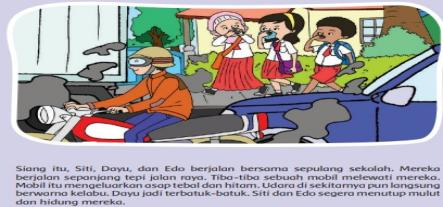 Siang itu, Siti, Dayu, dan Edo berjalan bersama sepulang sekolah. Mereka
berjalan sepanjang tepi jalan raya. Tiba-tiba sebuah mobil melewati mereka.
Mobil itu mengeluarkan asap tebal dan hitam. Udara di sekitarnya pun langsung
berwarna kelabu. Dayu jadi terbatuk-batuk. Siti dan Edo segera menutup mulut
dan hidung mereka.